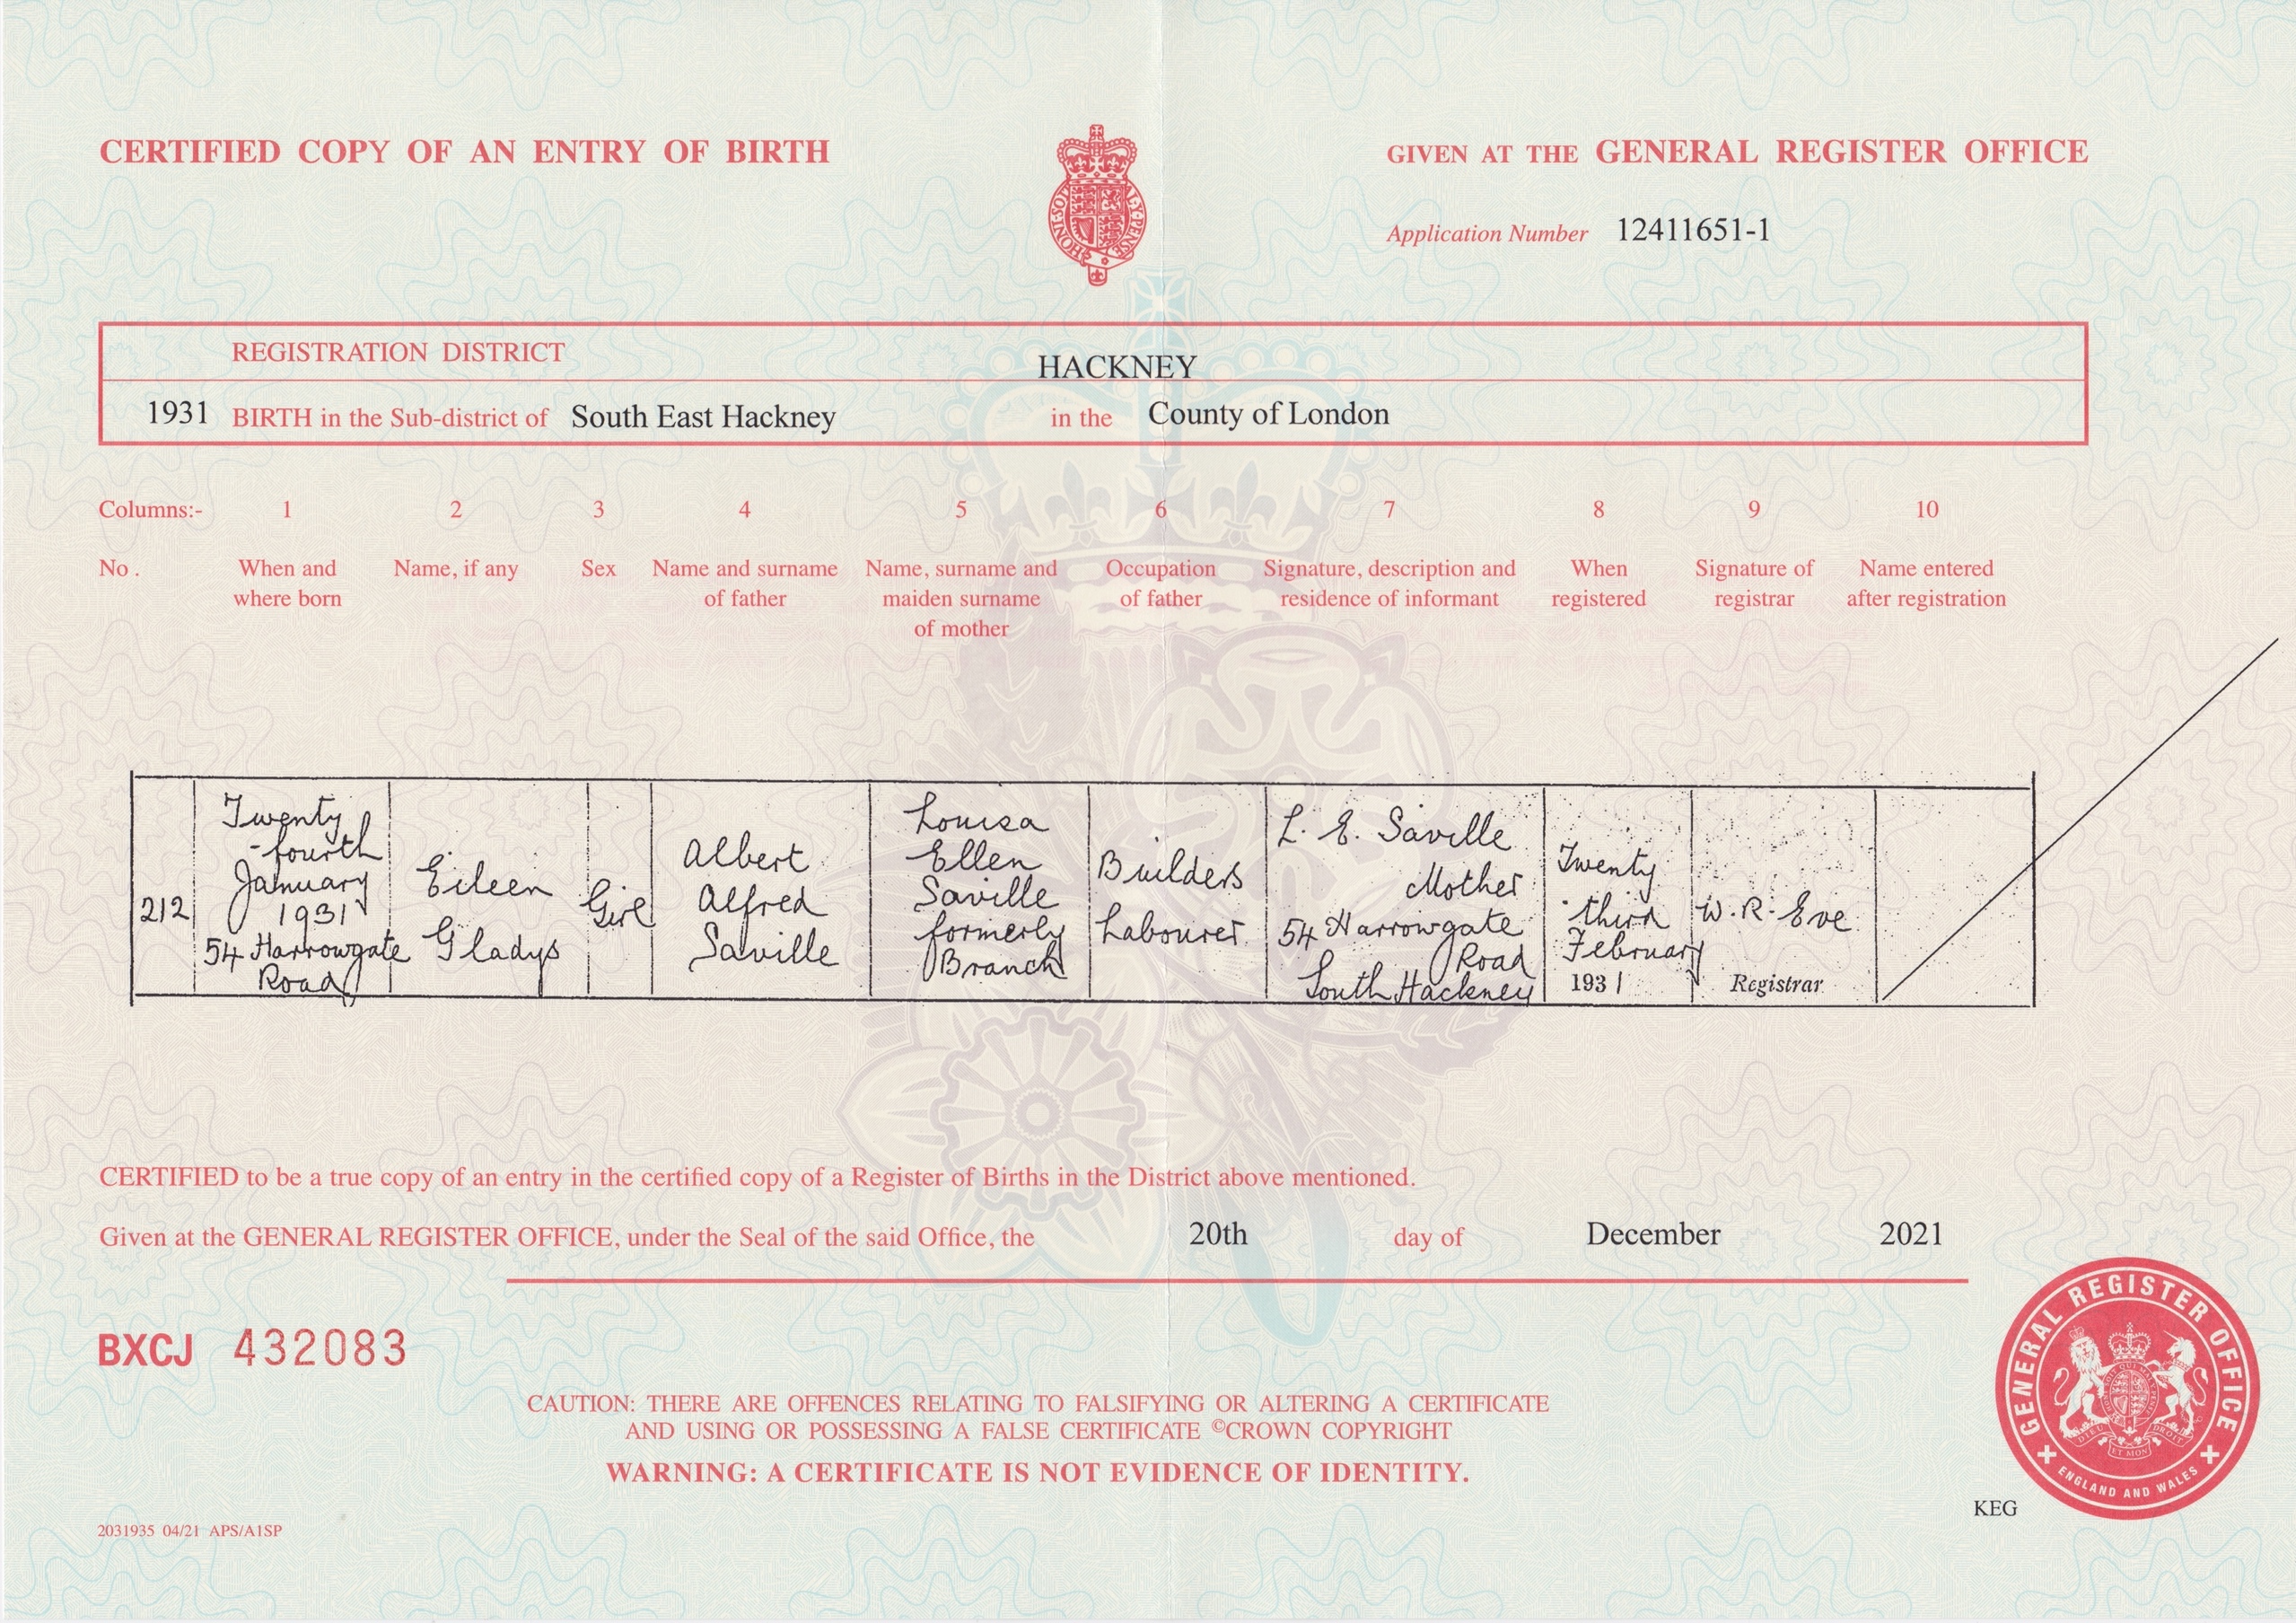 CERTIFIED COPY OF AN ENTRY OF BIRTH
GIVEN AT THE GENERAL REGISTER OFFICE
Application Number 12411651-1
REGISTRATION DISTRICT HACKNEY
1931 BIRTH in the Sub-district of South East Hackney in the County of London
Columns:- 1 2 3 4 5 6 7 8 9 10
No. When and where born
Name, if any
Sex
Name and surname of father
Name, surname and maiden surname of mother
Occupation of father
Signature, description and residence of informant
When registered
Signature of registrar
Name entered after registration
212
Twenty
-fourth
January
1931
54 Harrowgate
Road
Eileen
Gladys
Girl
Albert
Alfred
Saville
Louisa
Ellen
Saville
formerly
Branch
Builders
Labourer
L. E. Saville
Mother
54 Harrowgate
Road
South Hackney
Twenty
third
February
1931
W. R. Eve
Registrar
CERTIFIED to be a true copy of an entry in the certified copy of a Register of Births in the District above mentioned.
Given at the GENERAL REGISTER OFFICE, under the Seal of the said Office, the 20th day of December 2021
BXCJ 432083
CAUTION: THERE ARE OFFENCES RELATING TO FALSIFYING OR ALTERING A CERTIFICATE
AND USING OR POSSESSING A FALSE CERTIFICATE ©CROWN COPYRIGHT
WARNING: A CERTIFICATE IS NOT EVIDENCE OF IDENTITY.
GENERAL REGISTER OFFICE
ENGLAND AND WALES
KEG
2031935 04/21 APS/A1SP